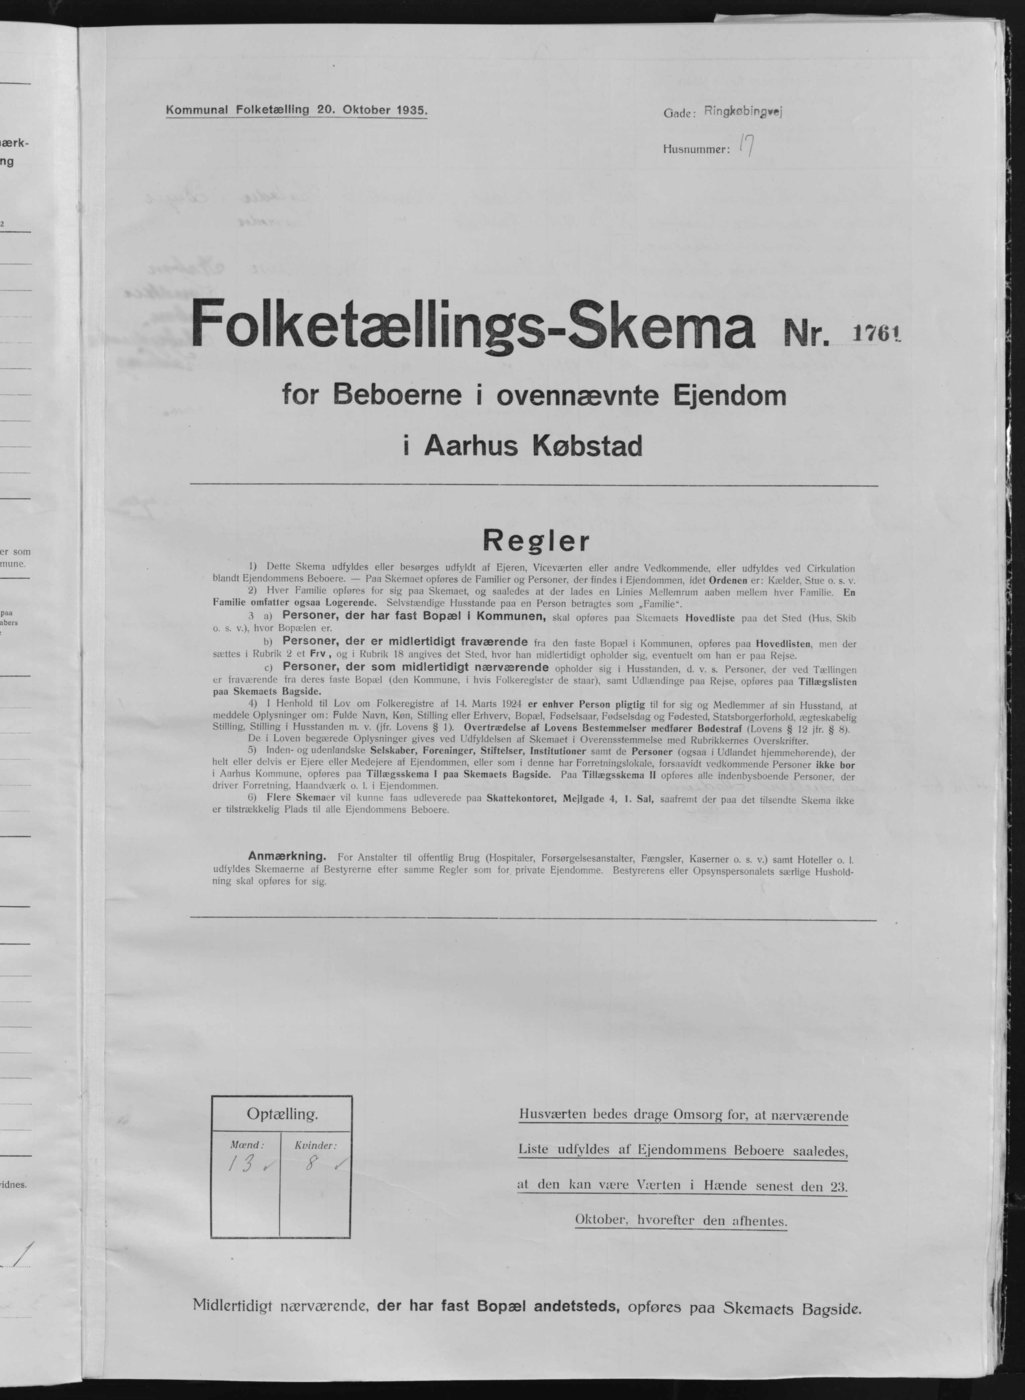 Kommunal Folketælling 20. Oktober 1935.
Gade: Ringkøbingvej
Husnummer: 17
Folketællings-Skema Nr. 1761
for Beboerne i ovennævnte Ejendom
i Aarhus Købstad
Regler
1) Dette Skema udfyldes eller besørges udfyldt af Ejeren, Viceværten eller andre Vedkommende, eller udfyldes ved Cirkulation
blandt Ejendommens Beboere. — Paa Skemaet opføres de Familier og Personer, der findes i Ejendommen, idet Ordenen er: Kælder, Stue o. s. v.
2) Hver Familie opføres for sig paa Skemaet, og saaledes at der lades en Linies Mellemrum aaben mellem hver Familie. En
Familie omfatter ogsaa Logerende. Selvstændige Husstande paa en Person betragtes som „Familie“.
3 a) Personer, der har fast Bopæl i Kommunen, skal opføres paa Skemaets Hovedliste paa det Sted (Hus, Skib
o. s. v.), hvor Bopælen er.
b) Personer, der er midlertidigt fraværende fra den faste Bopæl i Kommunen, opføres paa Hovedlisten, men der
sættes i Rubrik 2 et Frv, og i Rubrik 18 angives det Sted, hvor han midlertidigt opholder sig, eventuelt om han er paa Rejse.
c) Personer, der som midlertidigt nærværende opholder sig i Husstanden, d. v. s. Personer, der ved Tællingen
er fraværende fra deres faste Bopæl (den Kommune, i hvis Folkeregister de staar), samt Udlændinge paa Rejse, opføres paa Tillægslisten
paa Skemaets Bagside.
4) I Henhold til Lov om Folkeregistre af 14. Marts 1924 er enhver Person pligtig til for sig og Medlemmer af sin Husstand, at
meddele Oplysninger om: Fulde Navn, Køn, Stilling eller Erhverv, Bopæl, Fødselsaar, Fødselsdag og Fødested, Statsborgerforhold, ægteskabelig
Stilling, Stilling i Husstanden m. v. (jfr. Lovens § 1). Overtrædelse af Lovens Bestemmelser medfører Bødestraf (Lovens § 12 jfr. § 8).
De i Loven begærede Oplysninger gives ved Udfyldelsen af Skemaet i Overensstemmelse med Rubrikkernes Overskrifter.
5) Inden- og udenlandske Selskaber, Foreninger, Stiftelser, Institutioner samt de Personer (ogsaa i Udlandet hjemmehørende), der
helt eller delvis er Ejere eller Medejere af Ejendommen, eller som i denne har Forretningslokale, forsaavidt vedkommende Personer ikke bor
i Aarhus Kommune, opføres paa Tillægsskema I paa Skemaets Bagside. Paa Tillægsskema II opføres alle indenbysboende Personer, der
driver Forretning, Haandværk o. l. i Ejendommen.
6) Flere Skemaer vil kunne faas udleverede paa Skattekontoret, Mejlgade 4, 1. Sal, saafremt der paa det tilsendte Skema ikke
er tilstrækkelig Plads til alle Ejendommens Beboere.
Anmærkning. For Anstalter til offentlig Brug (Hospitaler, Forsørgelsesanstalter, Fængsler, Kaserner o. s. v.) samt Hoteller o. l.
udfyldes Skemaerne af Bestyrerne efter samme Regler som for private Ejendomme. Bestyrerens eller Opsynspersonalets særlige Hushold-
ning skal opføres for sig.
Optælling.
Mænd: Kvinder:
13 ✓ 8 ✓
Husværten bedes drage Omsorg for, at nærværende
Liste udfyldes af Ejendommens Beboere saaledes,
at den kan være Værten i Hænde senest den 23.
Oktober, hvorefter den afhentes.
Midlertidigt nærværende, der har fast Bopæl andetsteds, opføres paa Skemaets Bagside.